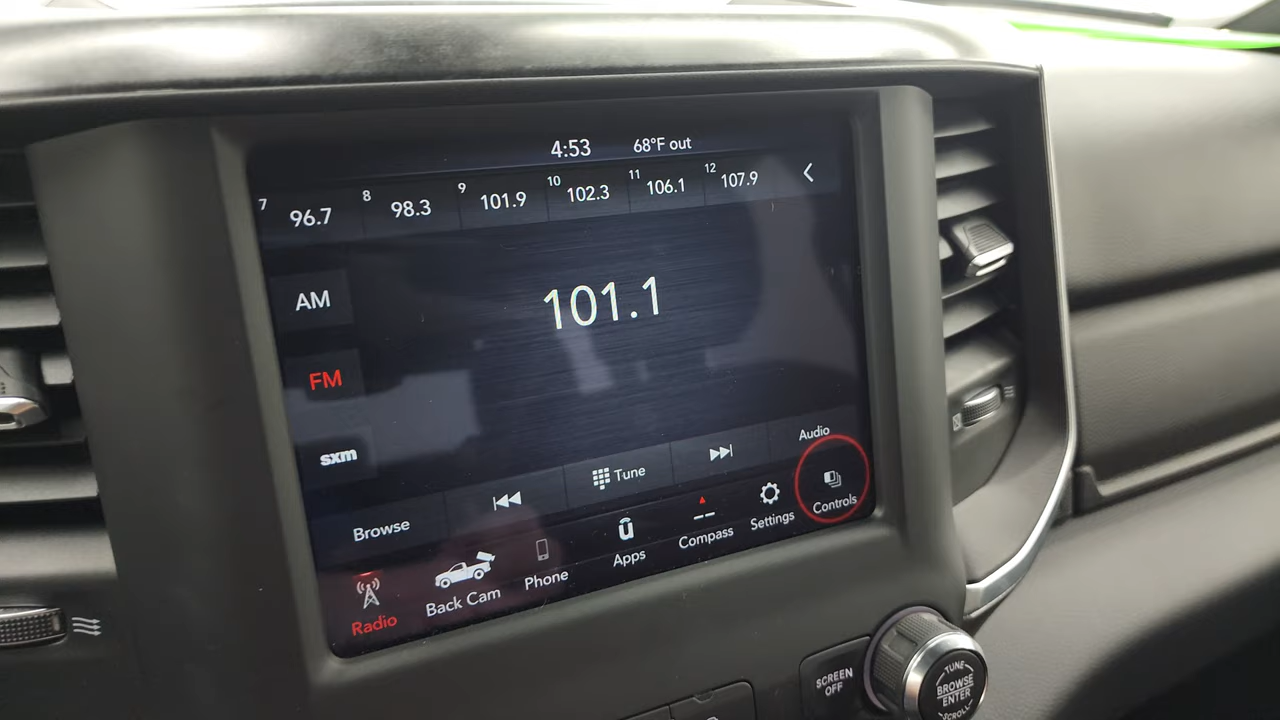 4:53 68°F out
7 96.7 8 98.3 9 101.9 10 102.3 11 106.1 12 107.9
101.1
AM
FM
sxm
Browse Tune Audio
Radio Back Cam Phone Apps Compass Settings Controls
SCREEN
OFF
TUNE
BROWSE
ENTER
SCROLL